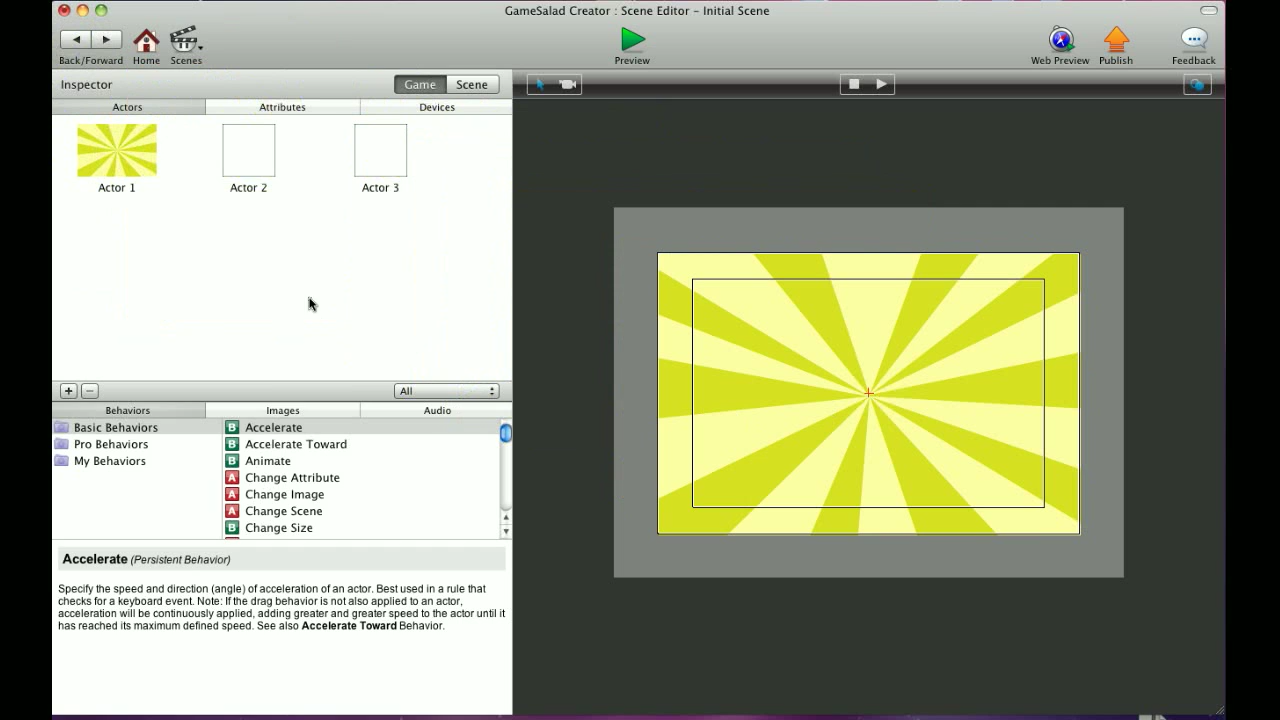 GameSalad Creator : Scene Editor - Initial Scene
Back/Forward Home Scenes Preview Web Preview Publish Feedback
Inspector Game Scene
Actors Attributes Devices
Actor 1 Actor 2 Actor 3
+ - All
Behaviors Images Audio
Basic Behaviors B Accelerate
Pro Behaviors B Accelerate Toward
My Behaviors B Animate
A Change Attribute
A Change Image
A Change Scene
B Change Size
Accelerate (Persistent Behavior)
Specify the speed and direction (angle) of acceleration of an actor. Best used in a rule that
checks for a keyboard event. Note: If the drag behavior is not also applied to an actor,
acceleration will be continuously applied, adding greater and greater speed to the actor until it
has reached its maximum defined speed. See also Accelerate Toward Behavior.